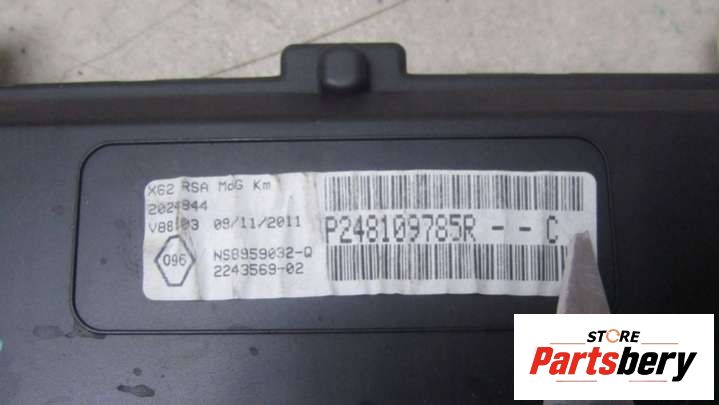 X62 RSA MdG Km
2024944
V88.03 09/11/2011
096
NS8959032-Q
2243569-02
P248109785R - - C
STORE
Partsbery